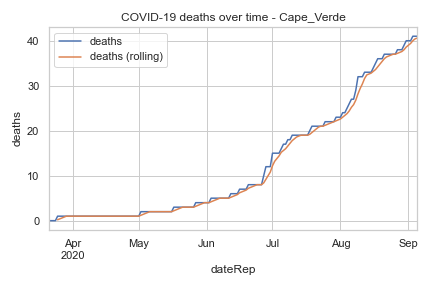 COVID-19 deaths over time - Cape_Verde
deaths
deaths (rolling)
deaths
40
30
20
10
0
Apr
2020
May
Jun
Jul
Aug
Sep
dateRep